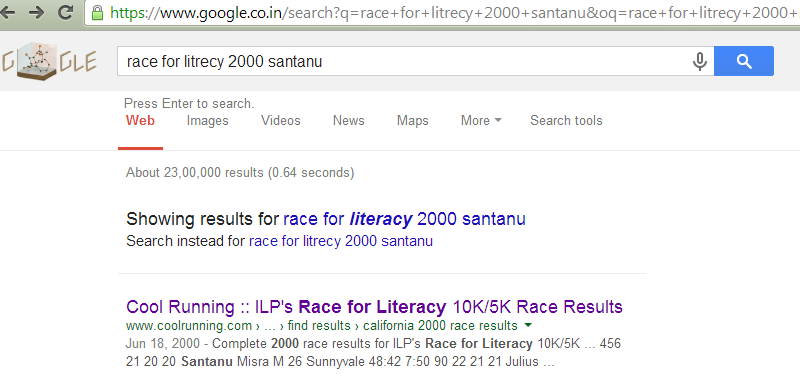 https://www.google.co.in/search?q=race+for+litrecy+2000+santanu&oq=race+for+litrecy+2000+
G GLE
race for litrecy 2000 santanu
Press Enter to search.
Web Images Videos News Maps More Search tools
About 23,00,000 results (0.64 seconds)
Showing results for race for literacy 2000 santanu
Search instead for race for litrecy 2000 santanu
Cool Running :: ILP's Race for Literacy 10K/5K Race Results
www.coolrunning.com › ... › find results › california 2000 race results
Jun 18, 2000 - Complete 2000 race results for ILP's Race for Literacy 10K/5K ... 456
21 20 20 Santanu Misra M 26 Sunnyvale 48:42 7:50 90 22 21 21 Julius ...